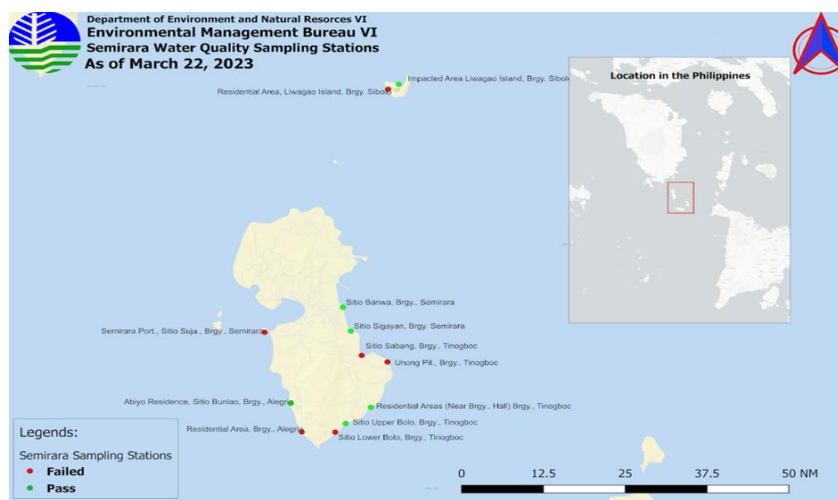 Department of Environment and Natural Resorces VI
Environmental Management Bureau VI
Semirara Water Quality Sampling Stations
As of March 22, 2023
Location in the Philippines
Impacted Area Liwagao Island, Brgy. Sibolo
Residential Area, Liwagao Island, Brgy. Sibolo
Sitio Banwa, Brgy., Semirara
Semirara Port., Sitio Suja., Brgy., Semirara
Sitio Sigayan, Brgy. Semirara
Sitio Sabang, Brgy., Tinogboc
Unong Pit., Brgy., Tinogboc
Abiyo Residence, Sitio Bunlao, Brgy., Alegria
Residential Areas (Near Brgy., Hall) Brgy., Tinogboc
Sitio Upper Bolo, Brgy., Tinogboc
Residential Area, Brgy., Alegria
Sitio Lower Bolo, Brgy., Tinogboc
Legends:
Semirara Sampling Stations
Failed
Pass
0 12.5 25 37.5 50 NM